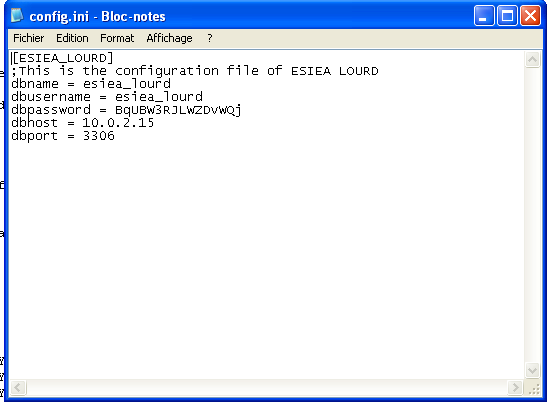 config.ini - Bloc-notes
Fichier Edition Format Affichage ?
[ESIEA_LOURD]
;This is the configuration file of ESIEA LOURD
dbname = esiea_lourd
dbusername = esiea_lourd
dbpassword = BqUBW3RJLWZDvWQj
dbhost = 10.0.2.15
dbport = 3306